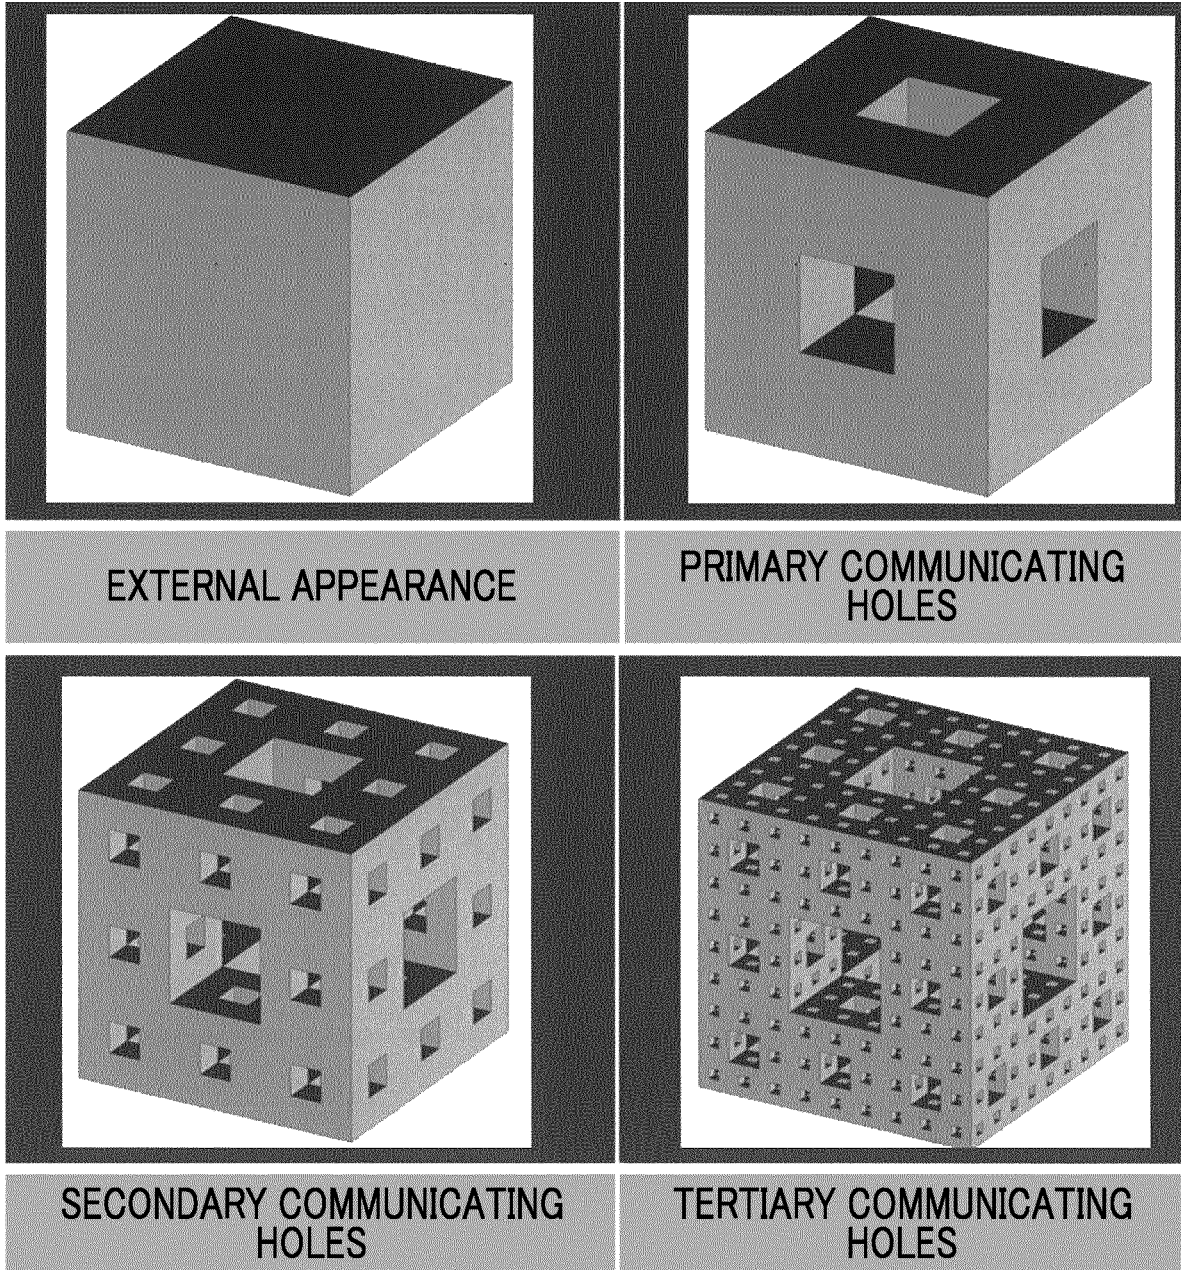 EXTERNAL APPEARANCE
PRIMARY COMMUNICATING
HOLES
SECONDARY COMMUNICATING
HOLES
TERTIARY COMMUNICATING
HOLES